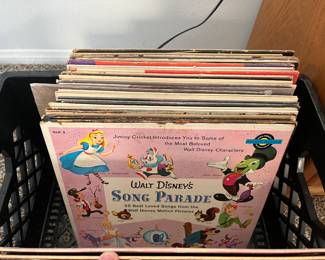 Jiminy Cricket Introduces You to Some of
the Most Beloved
Walt Disney Characters
WALT DISNEY'S
SONG PARADE
25 Best Loved Songs from the
Walt Disney Motion Pictures